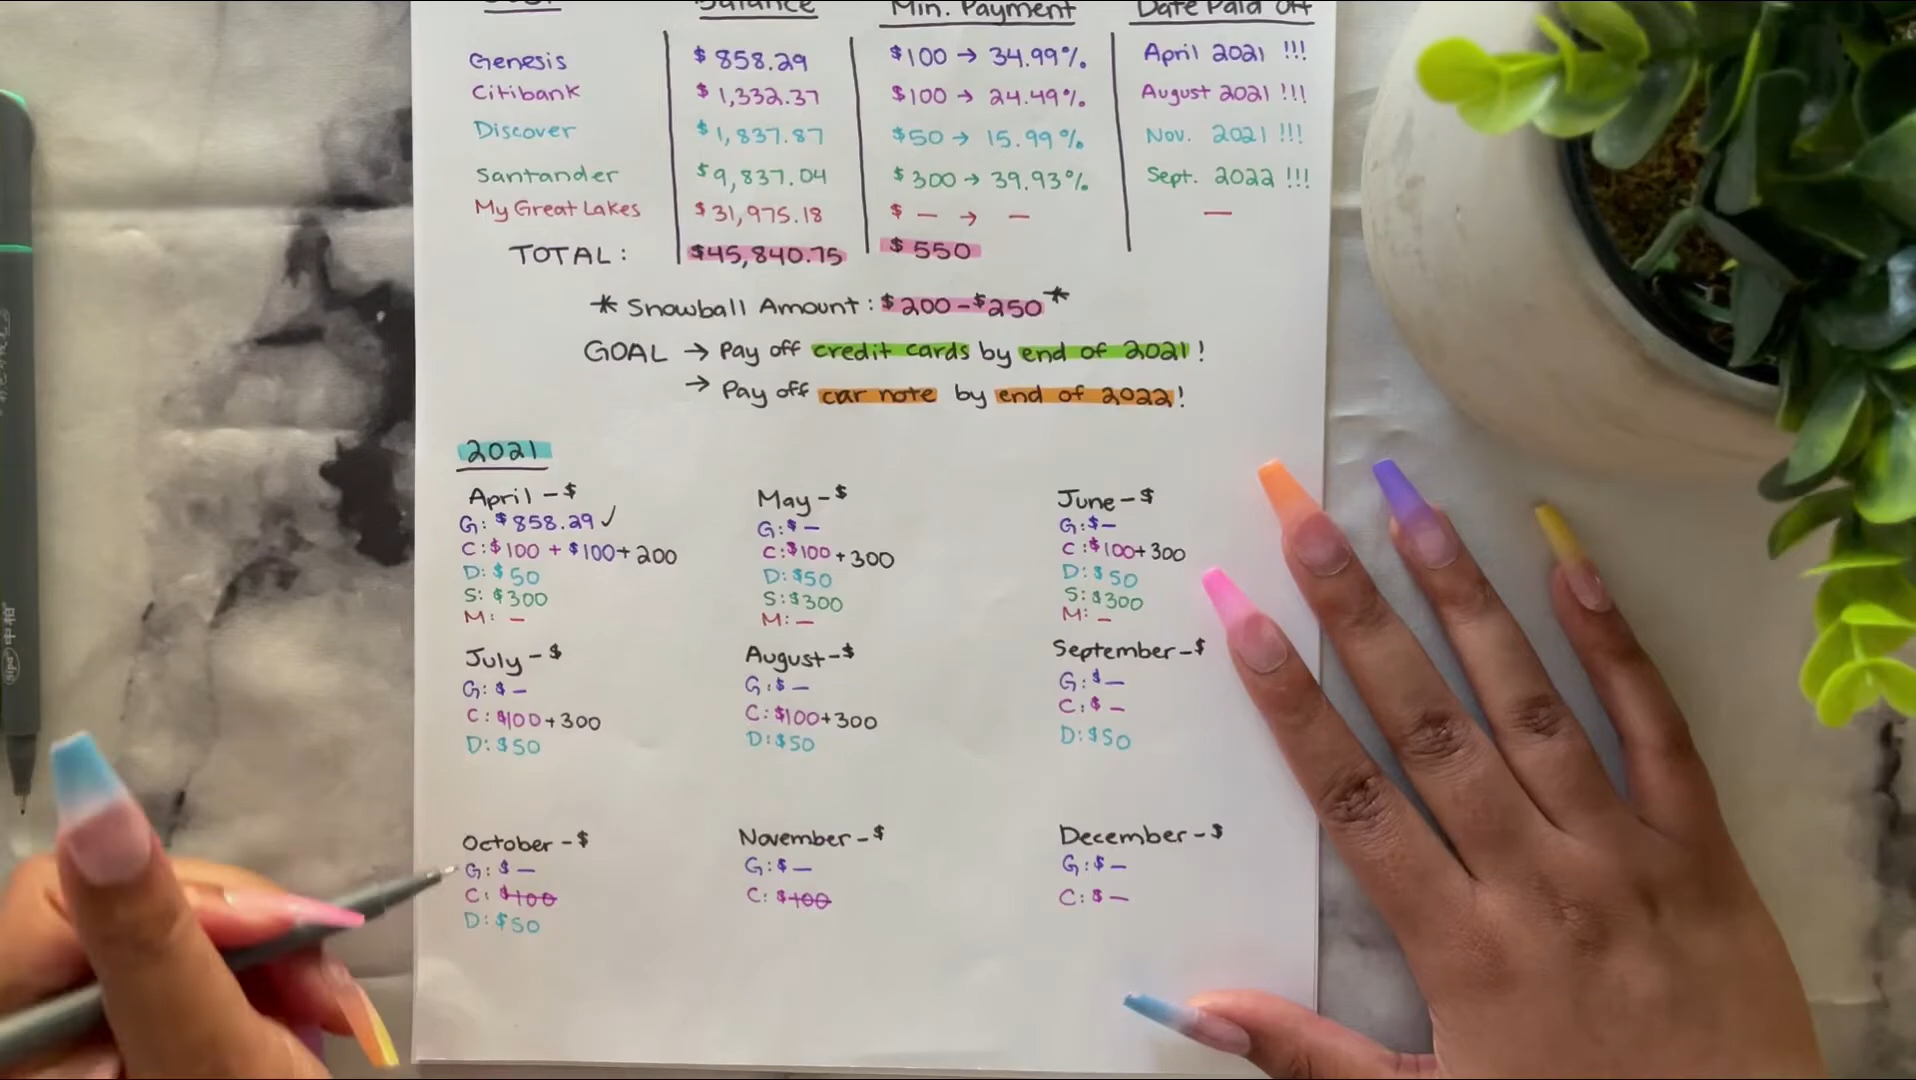 Balance Min. Payment Date Paid Off
Genesis $858.29 $100 → 34.99% April 2021 !!!
Citibank $1,332.37 $100 → 24.49% August 2021 !!!
Discover $1,837.87 $50 → 15.99% Nov. 2021 !!!
Santander $9,837.04 $300 → 39.93% Sept. 2022 !!!
My Great Lakes $31,975.18 $ — → — —
TOTAL: $45,840.75 $550
* Snowball Amount: $200-$250 *
GOAL → Pay off credit cards by end of 2021!
→ Pay off car note by end of 2022!
2021
April - $
G: $858.29 ✓
C: $100 + $100 + 200
D: $50
S: $300
M: —
May - $
G: $ —
C: $100 + 300
D: $50
S: $300
M: —
June - $
G: $ —
C: $100 + 300
D: $50
S: $300
M: —
July - $
G: $ —
C: $100 + 300
D: $50
August - $
G: $ —
C: $100 + 300
D: $50
September - $
G: $ —
C: $ —
D: $50
October - $
G: $ —
C: $100
D: $50
November - $
G: $ —
C: $100
December - $
G: $ —
C: $ —